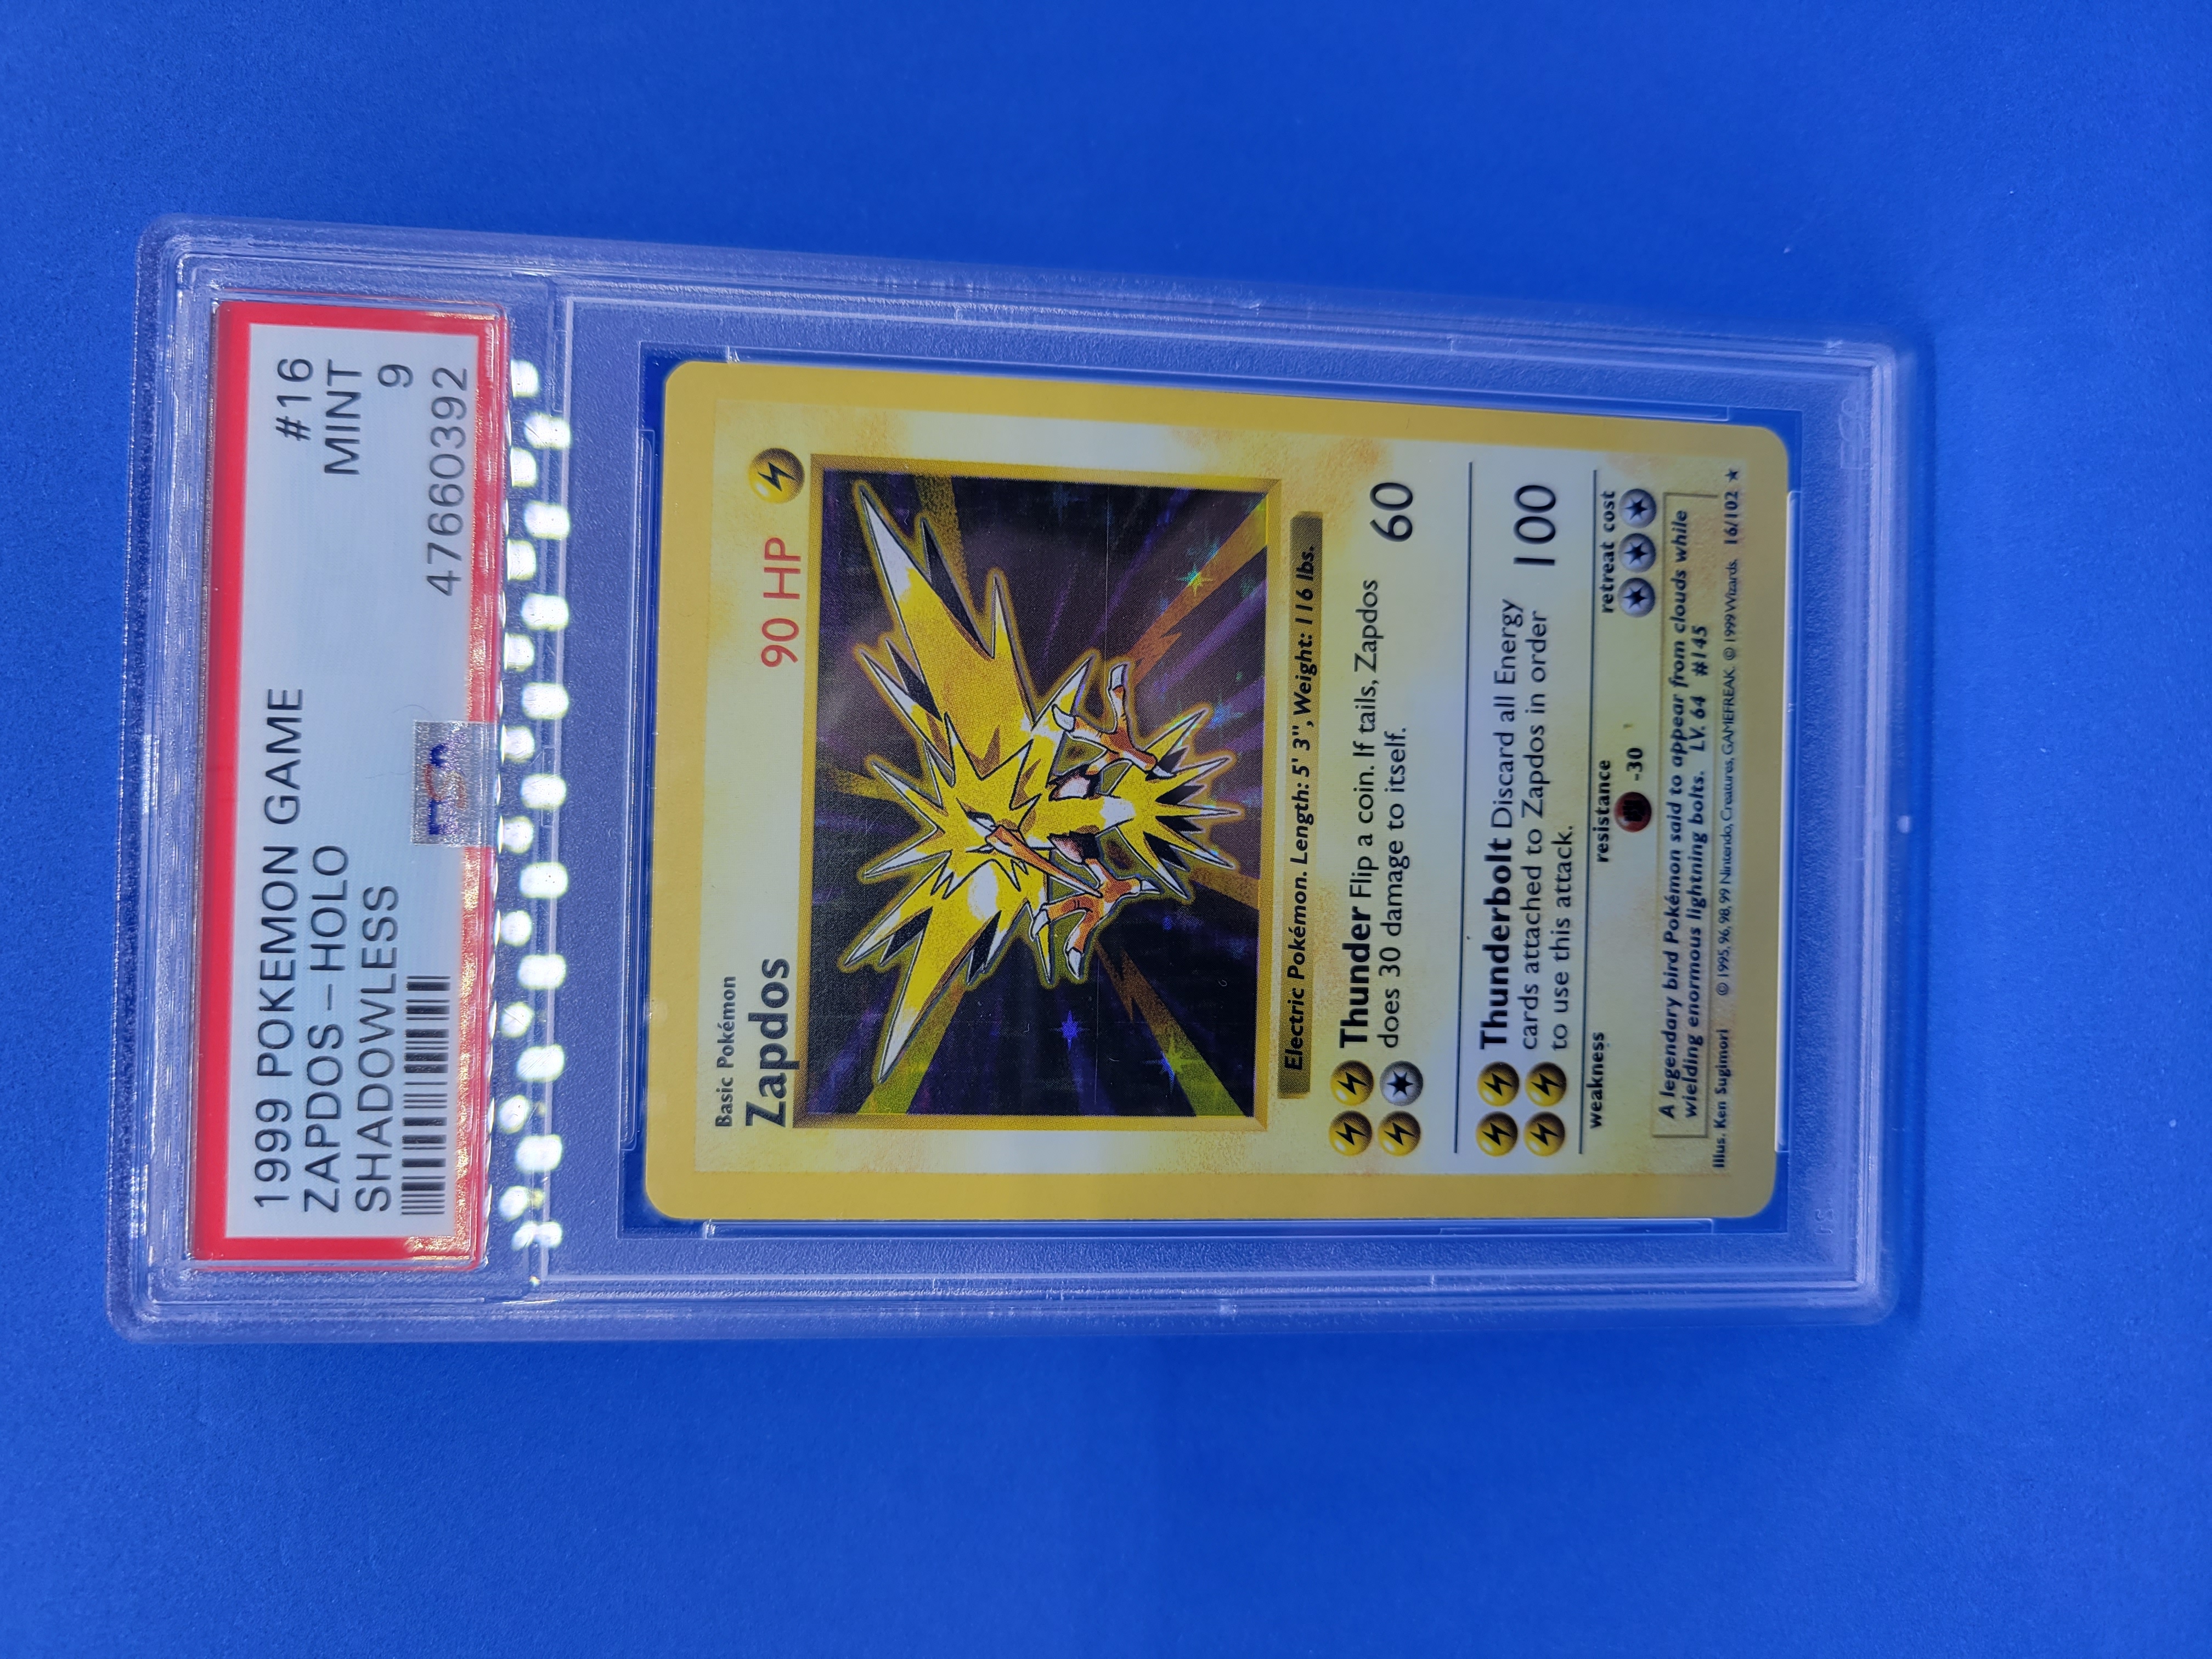 1999 POKEMON GAME #16
ZAPDOS-HOLO MINT
SHADOWLESS 9
47660392
PSA
Basic Pokémon
Zapdos 90 HP
Electric Pokémon. Length: 5' 3", Weight: 116 lbs.
Thunder Flip a coin. If tails, Zapdos
does 30 damage to itself.
60
Thunderbolt Discard all Energy
cards attached to Zapdos in order
to use this attack.
100
weakness resistance retreat cost
-30
A legendary bird Pokémon said to appear from clouds while
wielding enormous lightning bolts. LV. 64 #145
Illus. Ken Sugimori © 1995, 96, 98, 99 Nintendo, Creatures, GAMEFREAK. © 1999 Wizards. 16/102 ★